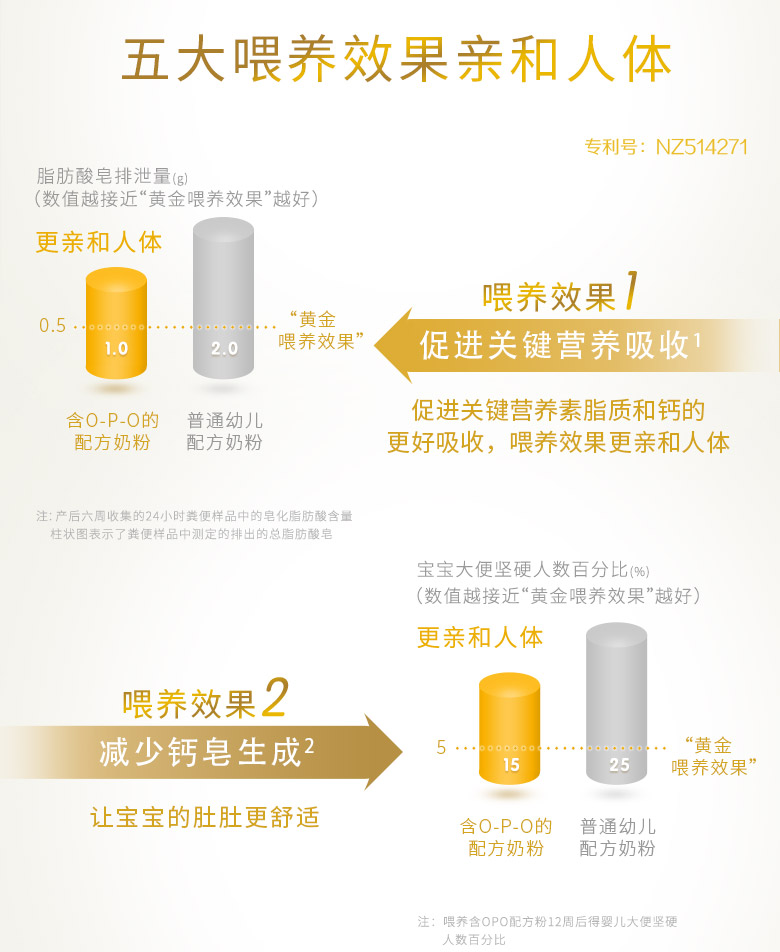 五大喂养效果亲和人体
专利号：NZ514271
脂肪酸皂排泄量(g)
（数值越接近“黄金喂养效果”越好）
更亲和人体
0.5
1.0
2.0
“黄金
喂养效果”
含O-P-O的
配方奶粉
普通幼儿
配方奶粉
喂养效果1
促进关键营养吸收¹
促进关键营养素脂质和钙的
更好吸收，喂养效果更亲和人体
注：产后六周收集的24小时粪便样品中的皂化脂肪酸含量
柱状图表示了粪便样品中测定的排出的总脂肪酸皂
宝宝大便坚硬人数百分比(%)
（数值越接近“黄金喂养效果”越好）
更亲和人体
喂养效果2
减少钙皂生成²
让宝宝的肚肚更舒适
5
15
25
“黄金
喂养效果”
含O-P-O的
配方奶粉
普通幼儿
配方奶粉
注：喂养含OPO配方粉12周后得婴儿大便坚硬
人数百分比